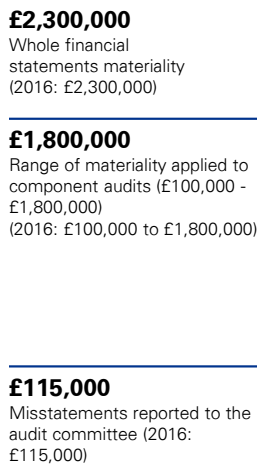 £2,300,000
Whole financial
statements materiality
(2016: £2,300,000)
£1,800,000
Range of materiality applied to
component audits (£100,000 -
£1,800,000)
(2016: £100,000 to £1,800,000)
£115,000
Misstatements reported to the
audit committee (2016:
£115,000)